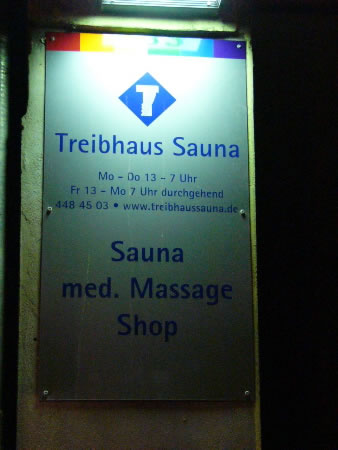 T
Treibhaus Sauna
Mo - Do 13 - 7 Uhr
Fr 13 - Mo 7 Uhr durchgehend
448 45 03 • www.treibhaussauna.de
Sauna
med. Massage
Shop